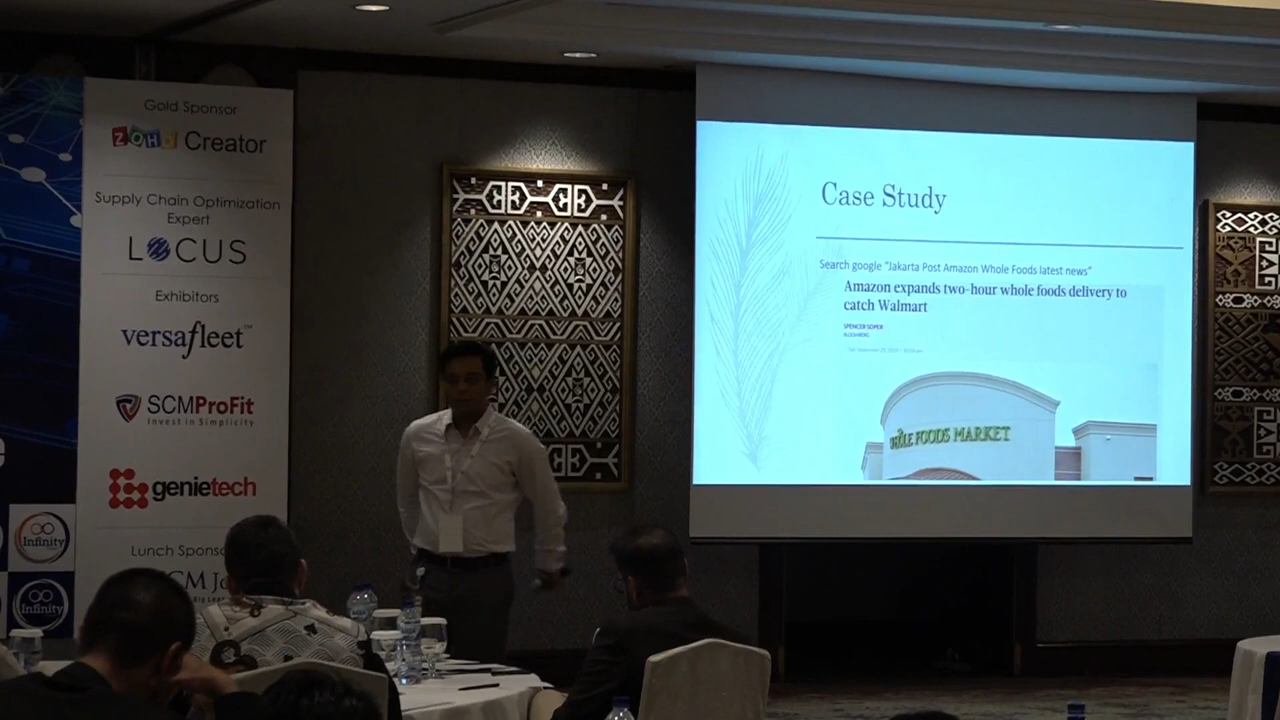 Gold Sponsor
ZOHO Creator
Supply Chain Optimization
Expert
LOCUS
Exhibitors
versafleet
SCMProFit
Invest in Simplicity
genietech
Lunch
Infinity
Infinity
Case Study
Search google "Jakarta Post Amazon Whole Foods latest news"
Amazon expands two-hour whole foods delivery to
catch Walmart
SPENCER SOPER
BLOOMBERG
WHOLE FOODS MARKET